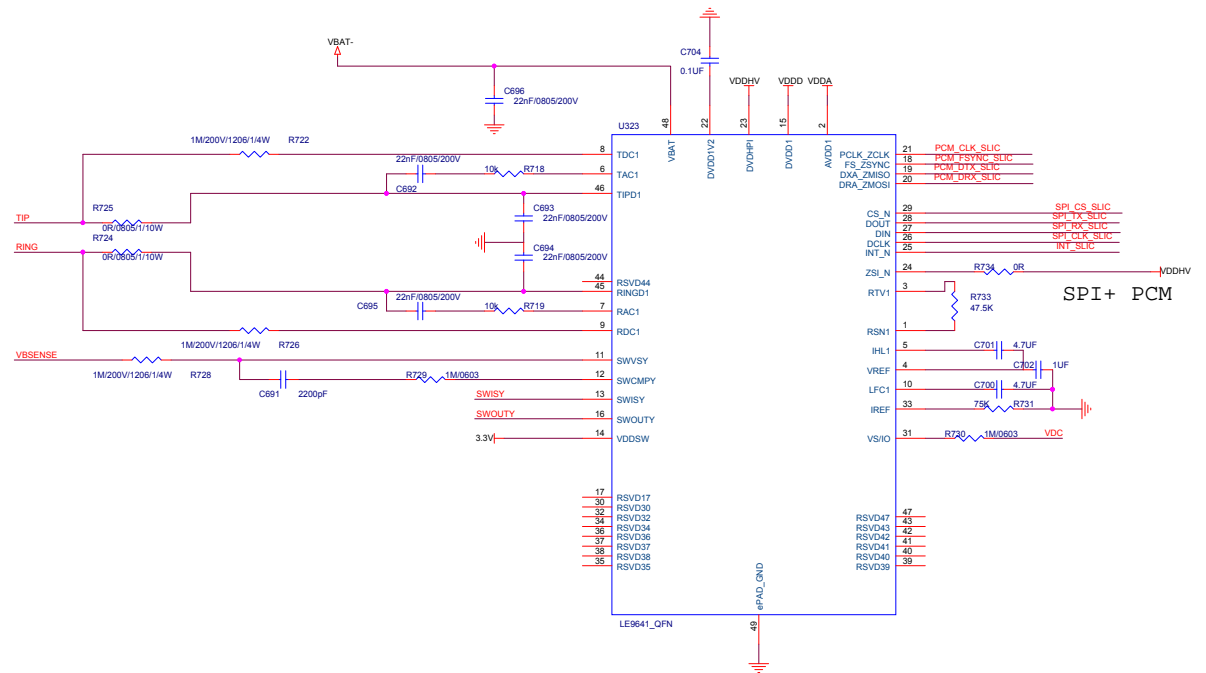 VBAT-
C704
0.1UF
VDDHV
VDDD
VDDA
C696
22nF/0805/200V
U323
48
22
23
15
2
VBAT
DVDD1V2
DVDHPI
DVDD1
AVDD1
1M/200V/1206/1/4W
R722
8
TDC1
22nF/0805/200V
C692
10k
R718
6
TAC1
46
TIPD1
R725
TIP
0R/0805/1/10W
R724
RING
0R/0805/1/10W
C693
22nF/0805/200V
C694
22nF/0805/200V
44
RSVD44
45
RINGD1
22nF/0805/200V
C695
10k
R719
7
RAC1
9
RDC1
1M/200V/1206/1/4W
R726
VBSENSE
11
SWVSY
1M/200V/1206/1/4W
R728
C691
2200pF
R729
1M/0603
12
SWCMPY
SWISY
13
SWISY
SWOUTY
16
SWOUTY
3.3V
14
VDDSW
17
RSVD17
30
RSVD30
32
RSVD32
34
RSVD34
36
RSVD36
37
RSVD37
38
RSVD38
35
RSVD35
PCLK_ZCLK
21
PCM_CLK_SLIC
FS_ZSYNC
18
PCM_FSYNC_SLIC
DXA_ZMISO
19
PCM_DTX_SLIC
DRA_ZMOSI
20
PCM_DRX_SLIC
CS_N
29
SPI_CS_SLIC
DOUT
28
SPI_TX_SLIC
DIN
27
SPI_RX_SLIC
DCLK
26
SPI_CLK_SLIC
INT_N
25
INT_SLIC
ZSI_N
24
R734
0R
VDDHV
SPI+ PCM
RTV1
3
R733
47.5K
RSN1
1
IHL1
5
C701
4.7UF
VREF
4
C702
1UF
LFC1
10
C700
4.7UF
IREF
33
75K
R731
VS/IO
31
R730
1M/0603
VDC
RSVD47
47
RSVD43
43
RSVD42
42
RSVD41
41
RSVD40
40
RSVD39
39
ePAD_GND
49
LE9641_QFN